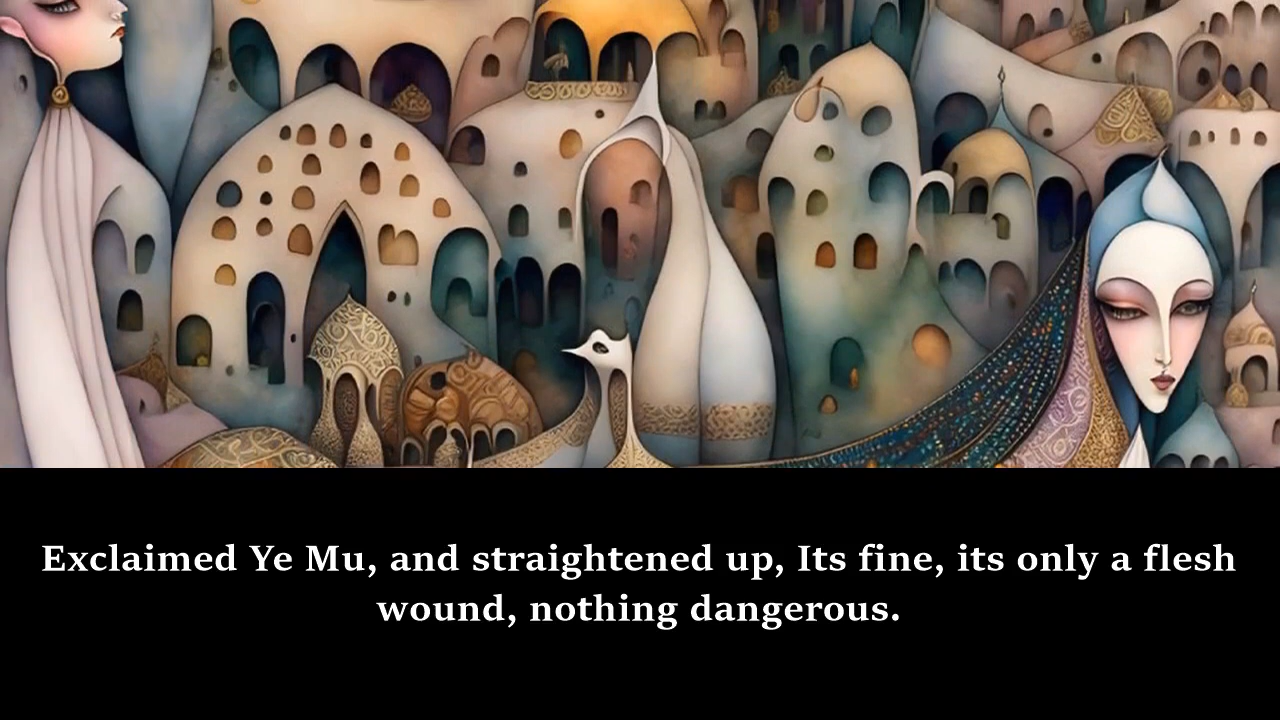 Exclaimed Ye Mu, and straightened up, Its fine, its only a flesh
wound, nothing dangerous.